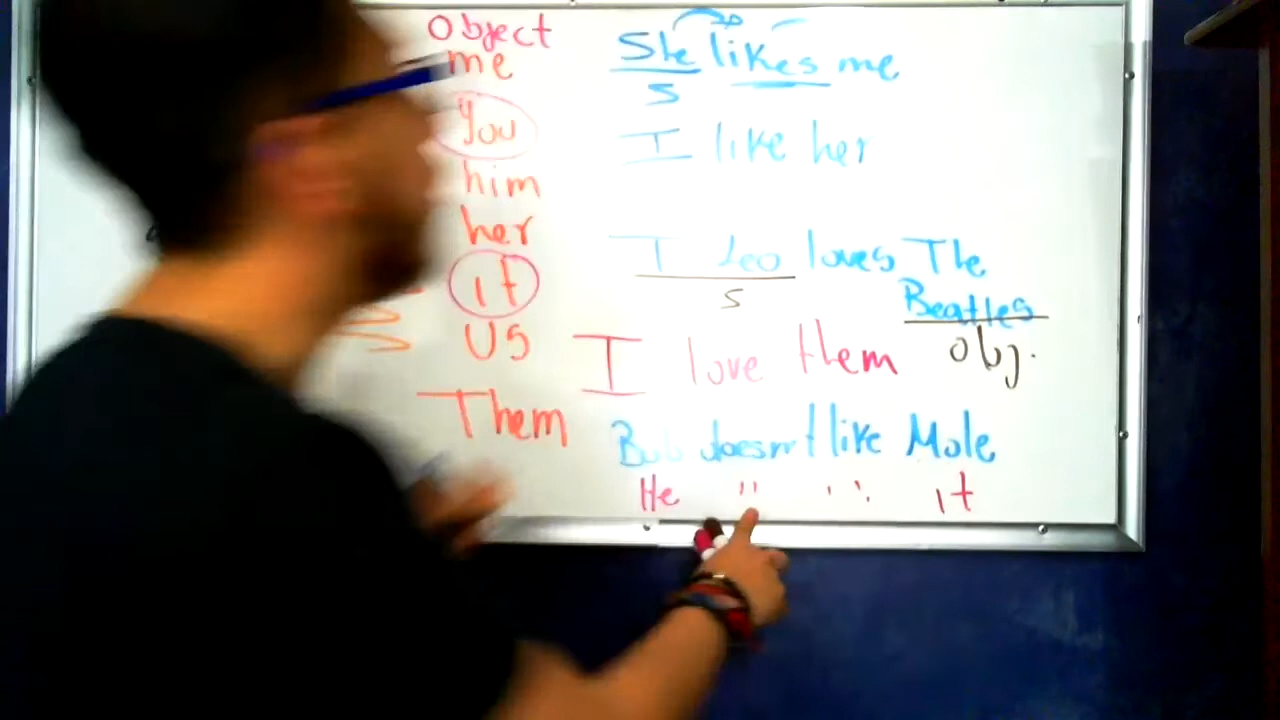 Object
me
You
him
her
it
us
Them
She likes me
S
I like her
I Leo loves The
Beatles
S
obj.
I love them
Bob doesn't like Mole
He " " it